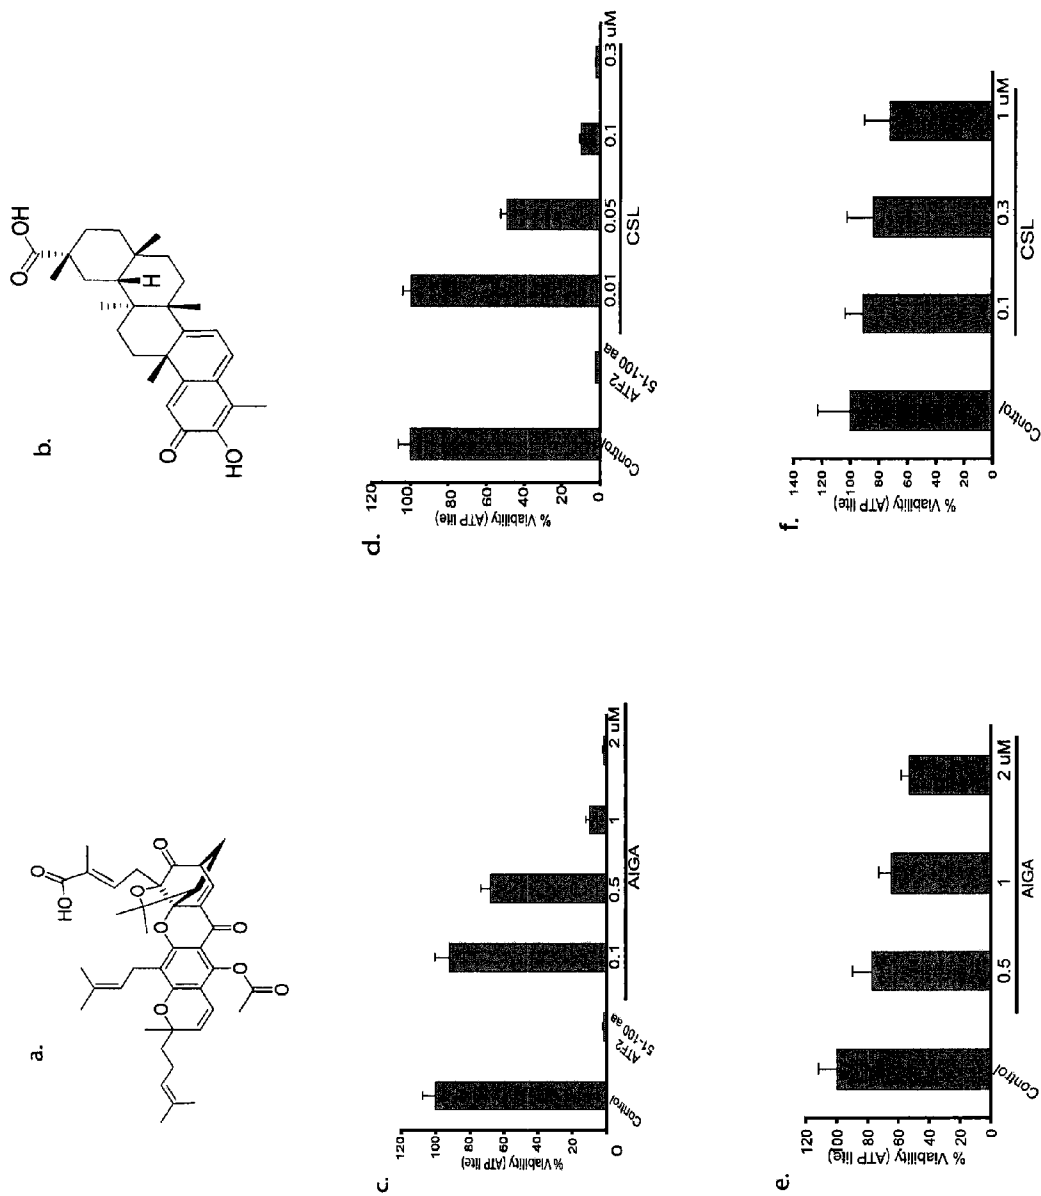 a.
O
HO
O
O
O
O
O
O
O
O
b.
O
OH
H
O
HO
c.
% Viability (ATP lite)
120
100
80
60
40
20
0
Control
ATF2
51-100 aa
0.1
0.5
1
2 uM
AIGA
d.
% Viability (ATP lite)
120
100
80
60
40
20
0
Control
ATF2
51-100 aa
0.01
0.05
0.1
0.3 uM
CSL
e.
% Viability (ATP lite)
120
100
80
60
40
20
0
Control
0.5
1
2 uM
AIGA
f.
% Viability (ATP lite)
140
120
100
80
60
40
20
0
Control
0.1
0.3
1 uM
CSL